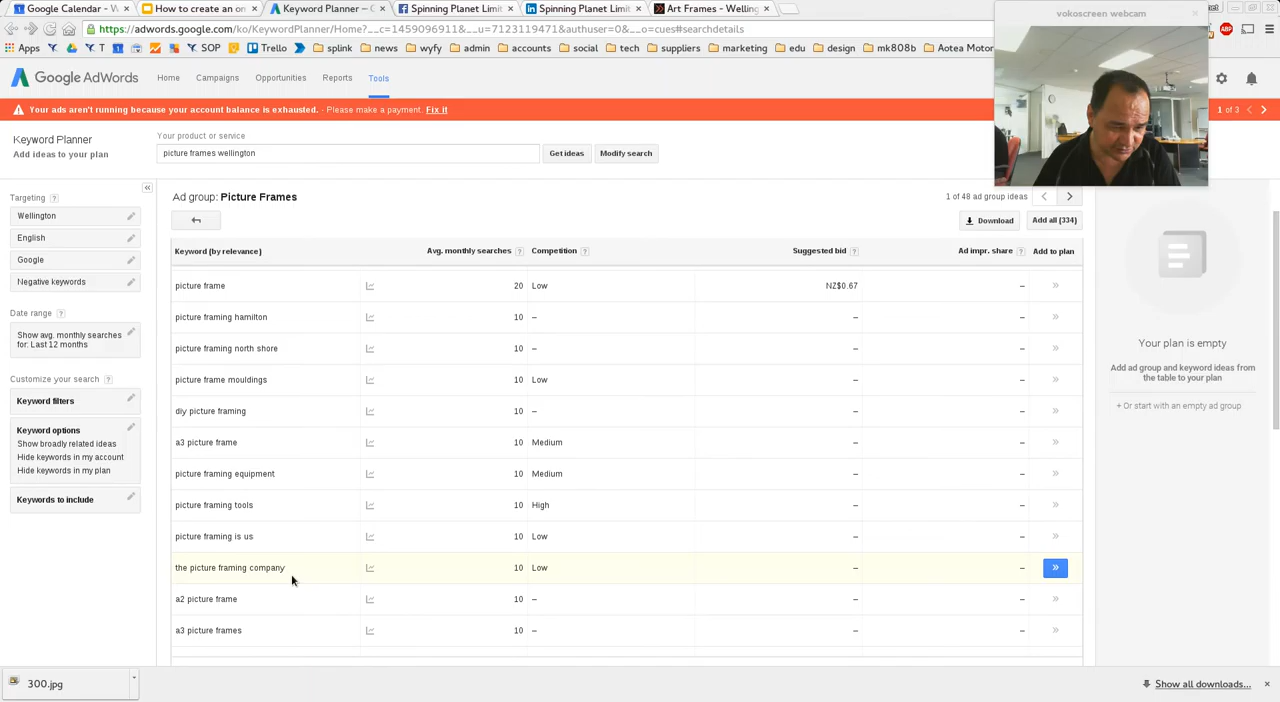 Google Calendar - V
How to create an on
Keyword Planner –
Spinning Planet Limit
Spinning Planet Limit
Art Frames - Welling
vokoscreen webcam
https://adwords.google.com/ko/KeywordPlanner/Home?__c=1459096911&__u=7123119471&authuser=0&__o=cues#searchdetails
Apps
Y
T
SOP
Trello
shipping
news
wyfy
admin
accounts
social
tech
suppliers
marketing
edu
design
mk808b
Aotea Mo
ABP
Google AdWords
Home
Campaigns
Opportunities
Reports
Tools
Your ads aren't running because your account balance is exhausted. - Please make a payment. Fix it
1 of 3
Keyword Planner
Add ideas to your plan
Your product or service
picture frames wellington
Get ideas
Modify search
Targeting ?
Wellington
English
Google
Negative keywords
Date range ?
Show avg. monthly searches
for: Last 12 months
Customize your search ?
Keyword filters
Keyword options
Show broadly related ideas
Hide keywords in my account
Hide keywords in my plan
Keywords to include
Ad group: Picture Frames
1 of 48 ad group ideas
Download
Add all (334)
Keyword (by relevance) Avg. monthly searches ? Competition ? Suggested bid ? Ad impr. share ? Add to plan
picture frame 20 Low NZ$0.67 – »
picture framing hamilton 10 – – – »
picture framing north shore 10 – – – »
picture frame mouldings 10 Low – – »
diy picture framing 10 – – – »
a3 picture frame 10 Medium – – »
picture framing equipment 10 Medium – – »
picture framing tools 10 High – – »
picture framing is us 10 Low – – »
the picture framing company 10 Low – – »
a2 picture frame 10 – – – »
a3 picture frames 10 – – – »
Your plan is empty
Add ad group and keyword ideas from
the table to your plan
+ Or start with an empty ad group
300.jpg
Show all downloads...